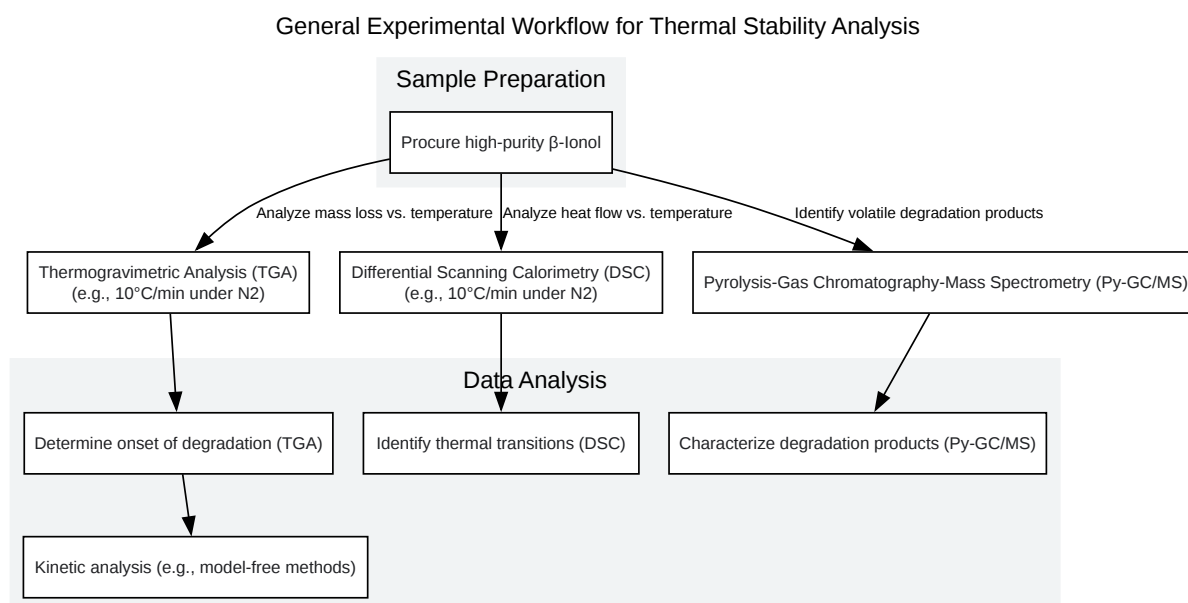 General Experimental Workflow for Thermal Stability Analysis
Sample Preparation
Procure high-purity β-Ionol
Analyze mass loss vs. temperature
Analyze heat flow vs. temperature
Identify volatile degradation products
Thermogravimetric Analysis (TGA)
(e.g., 10°C/min under N2)
Differential Scanning Calorimetry (DSC)
(e.g., 10°C/min under N2)
Pyrolysis-Gas Chromatography-Mass Spectrometry (Py-GC/MS)
Data Analysis
Determine onset of degradation (TGA)
Identify thermal transitions (DSC)
Characterize degradation products (Py-GC/MS)
Kinetic analysis (e.g., model-free methods)